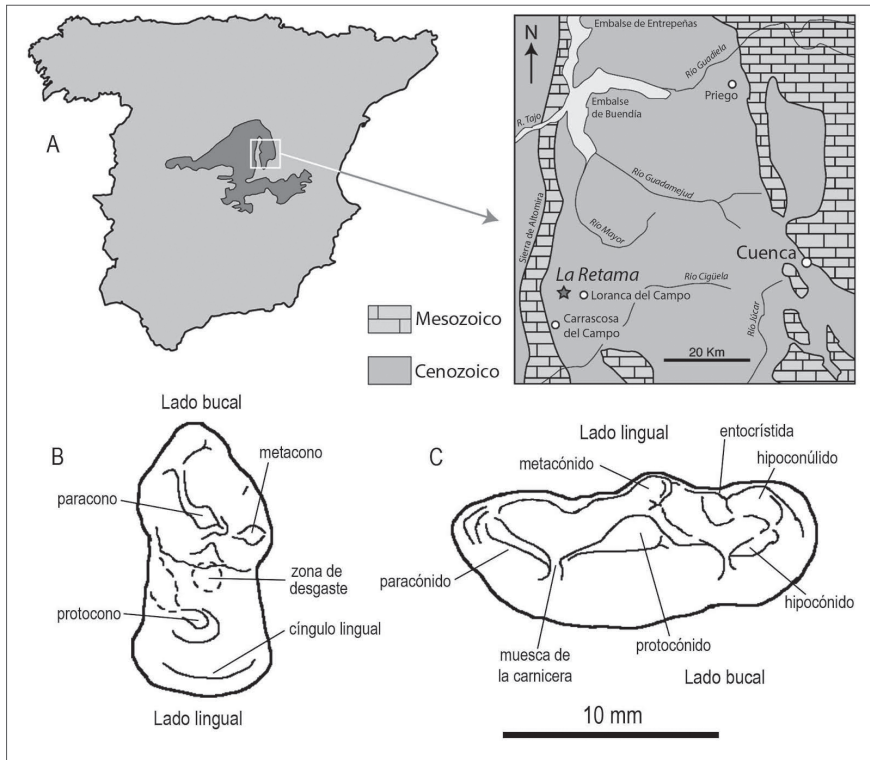 A
N
Embalse de Entrepeñas
Río Guadiela
Priego
R. Tajo
Embalse
de Buendía
Río Guadamejud
Río Mayor
Sierra de Altomira
Cuenca
La Retama
Río Cigüela
Loranca del Campo
Carrascosa
del Campo
Río Júcar
20 Km
Mesozoico
Cenozoico
B
Lado bucal
metacono
paracono
zona de
desgaste
protocono
cíngulo lingual
Lado lingual
C
Lado lingual
entocrístida
metacónido
hipoconúlido
paracónido
hipocónido
muesca de
la carnicera
protocónido
Lado bucal
10 mm